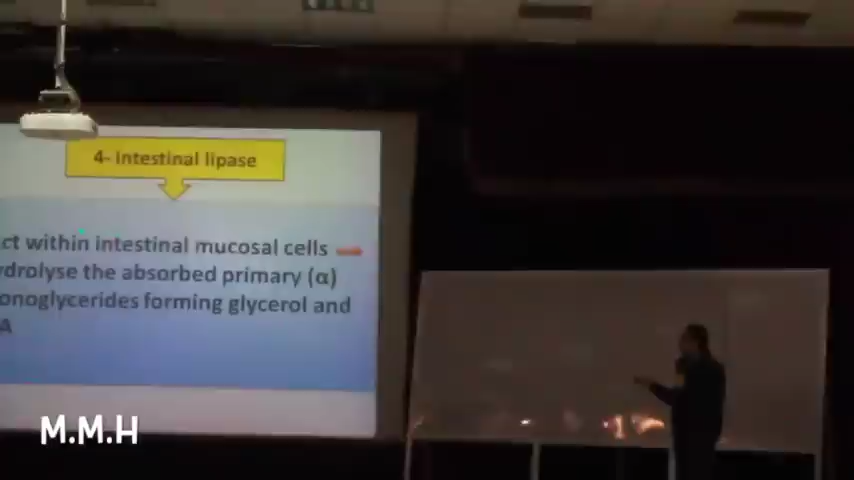 4- Intestinal lipase
ct within intestinal mucosal cells
ydrolyse the absorbed primary (α)
onoglycerides forming glycerol and
A
M.M.H